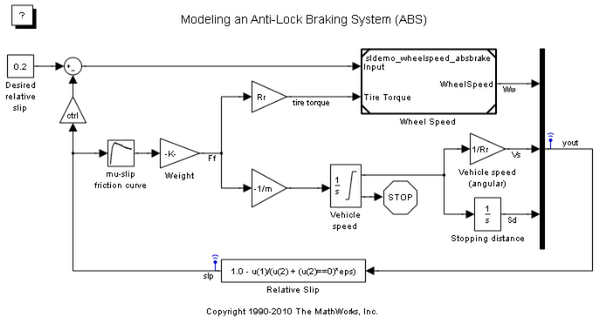 ?
Modeling an Anti-Lock Braking System (ABS)
0.2
Desired
relative
slip
ctrl
mu-slip
friction curve
-K-
Weight
Ff
Rr
tire torque
-1/m
sldemo_wheelspeed_absbrake
Input
WheelSpeed
Tire Torque
Wheel Speed
Ww
1
s
Vehicle
speed
STOP
1/Rr
Vs
Vehicle speed
(angular)
1
s
Sd
Stopping distance
yout
slp
1.0 - u(1)/(u(2) + (u(2)==0)*eps)
Relative Slip
Copyright 1990-2010 The MathWorks, Inc.